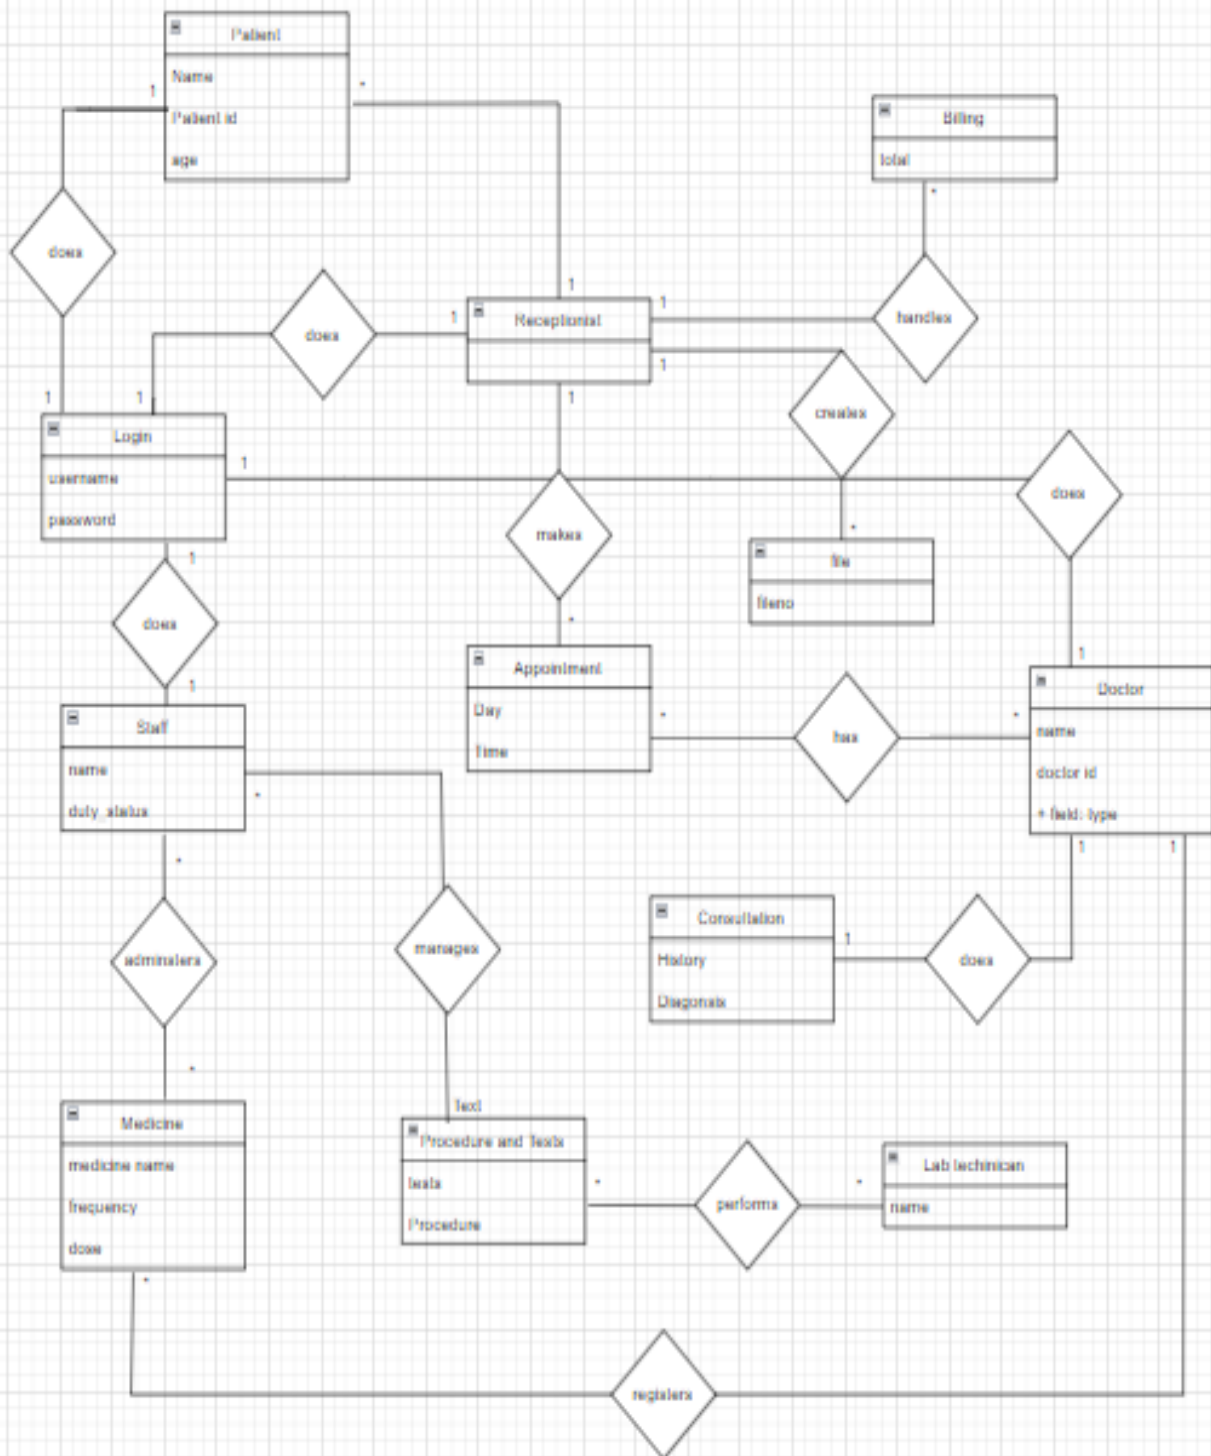 Patient
Name
Patient id
age
1
*
Billing
total
*
does
1
does
1
Receptionist
1
handles
1
1
1
1
creates
Login
username
password
1
does
makes
*
file
fileno
1
does
*
1
1
Appointment
Day
Time
Doctor
name
doctor id
+ field: type
Staff
name
duty_status
*
has
*
*
*
1
1
Consultation
History
Diagonsis
1
does
manages
adminsters
*
Text
Medicine
medicine name
frequency
dose
Procedure and Tests
tests
Procedure
*
performs
*
Lab techinican
name
*
registers